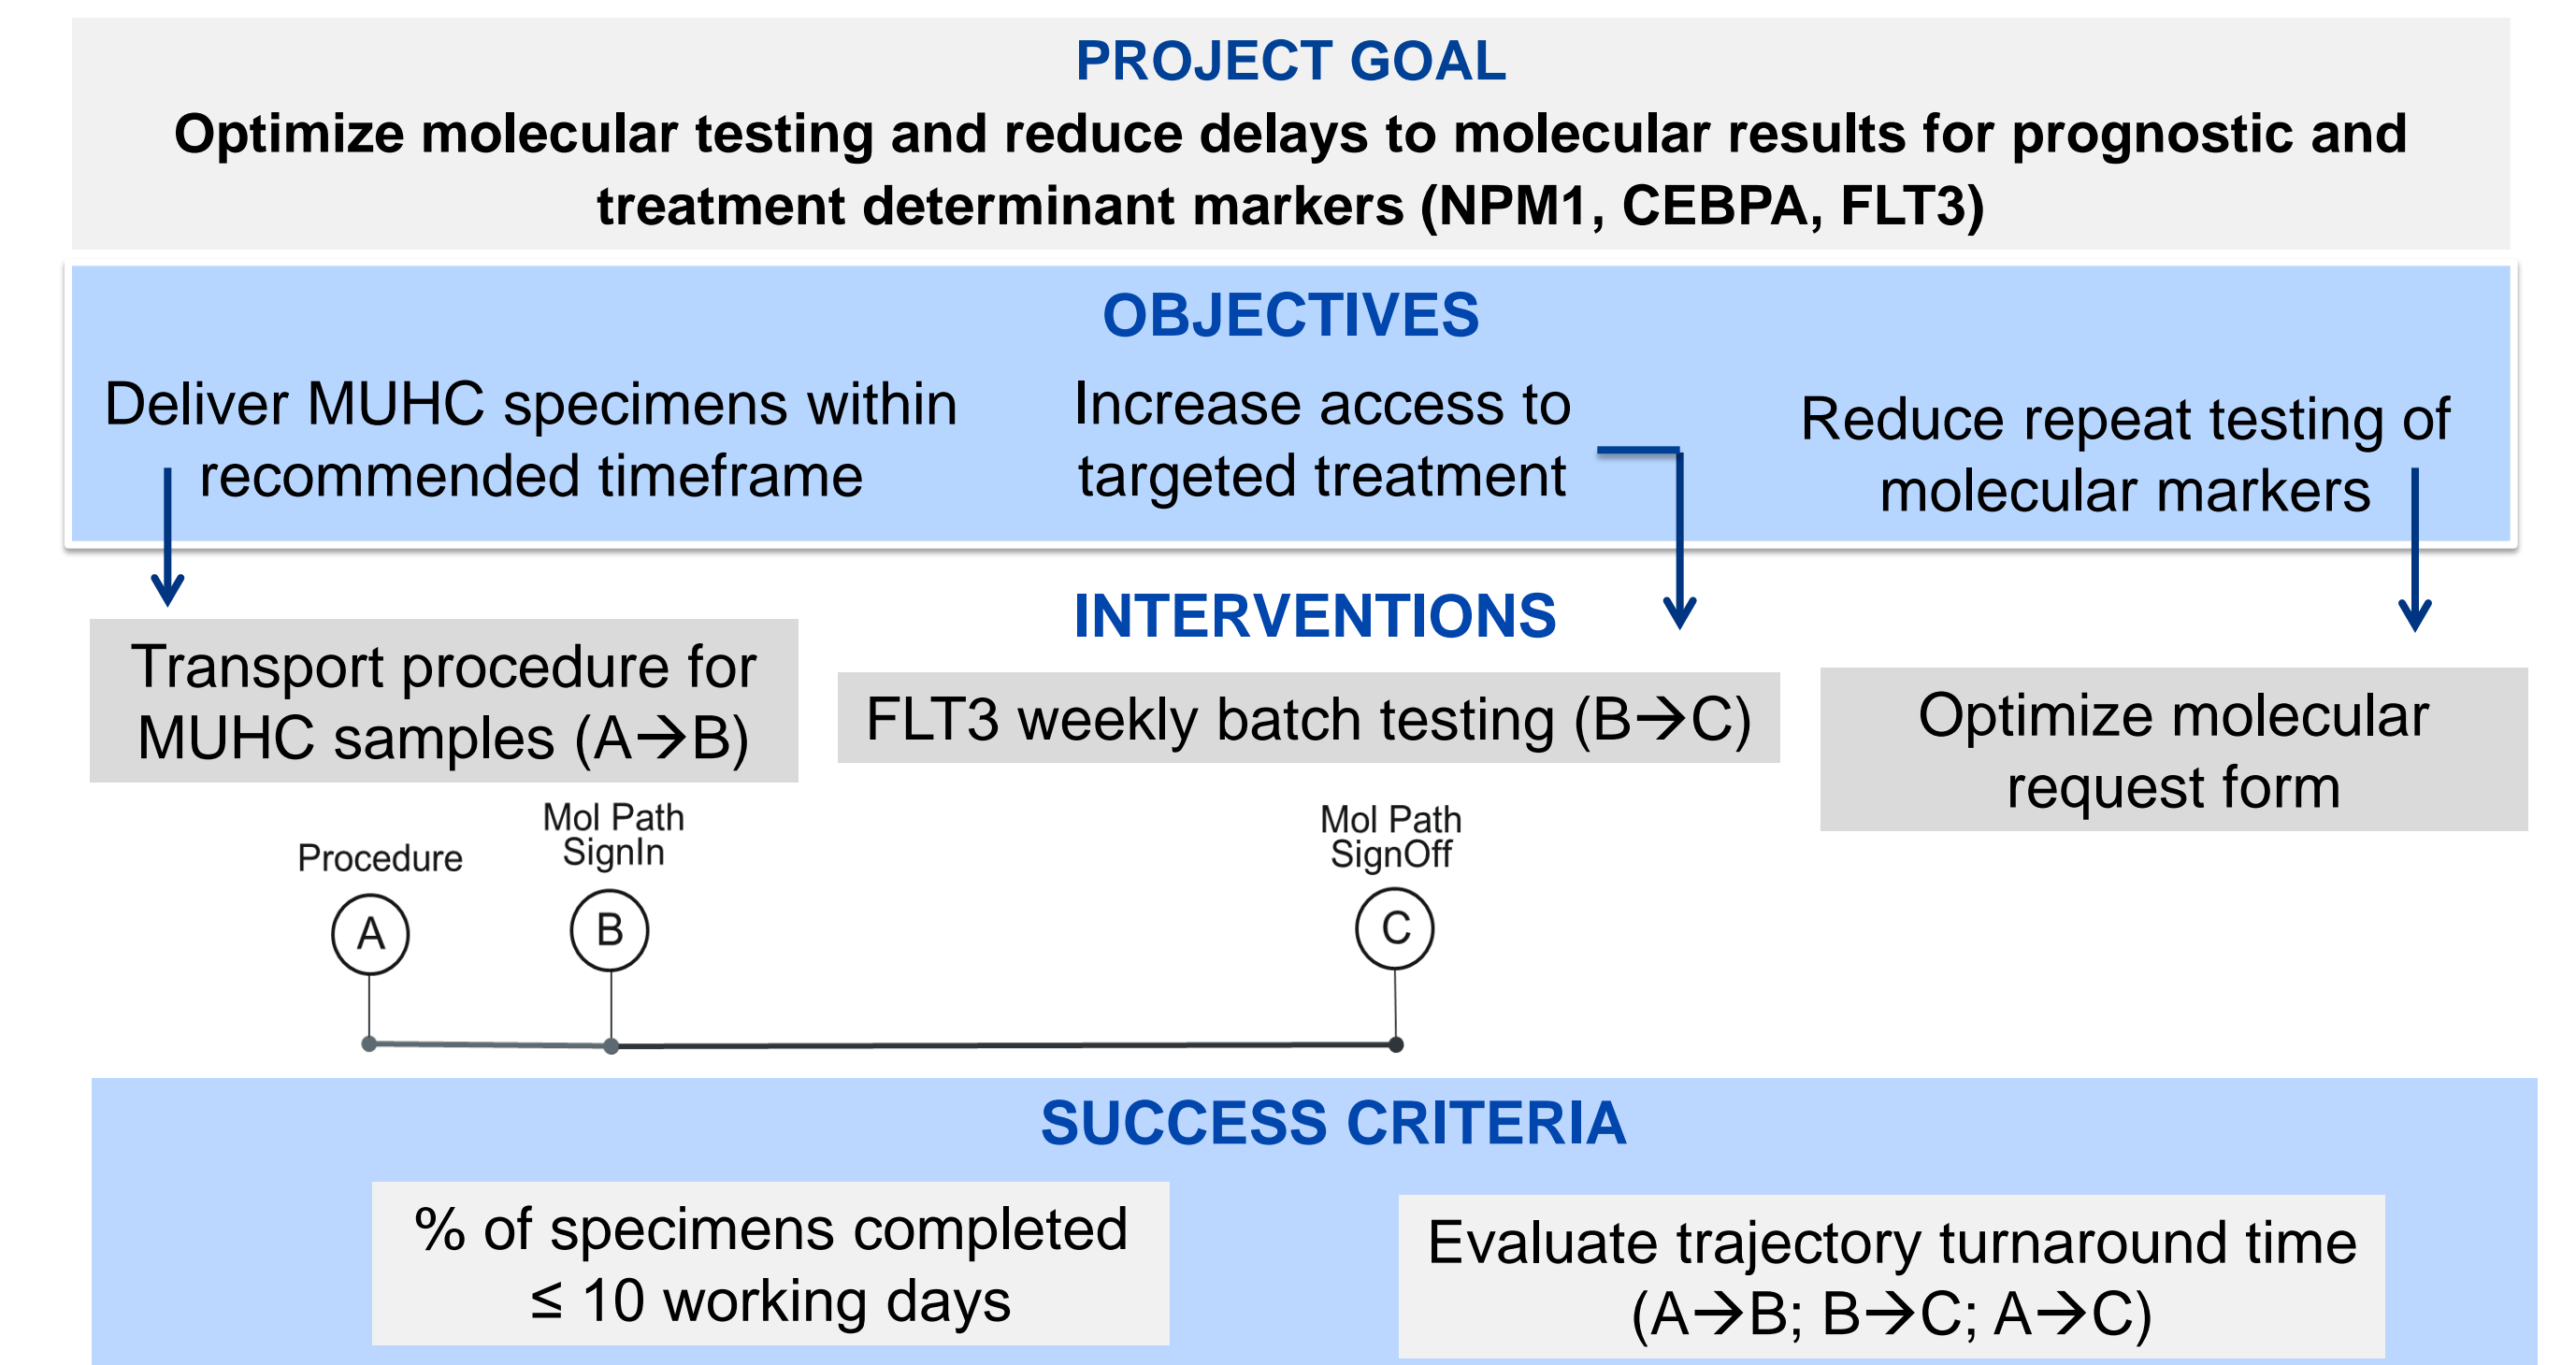 PROJECT GOAL
Optimize molecular testing and reduce delays to molecular results for prognostic and
treatment determinant markers (NPM1, CEBPA, FLT3)
OBJECTIVES
Deliver MUHC specimens within
recommended timeframe
Increase access to
targeted treatment
Reduce repeat testing of
molecular markers
INTERVENTIONS
Transport procedure for
MUHC samples (A→B)
FLT3 weekly batch testing (B→C)
Optimize molecular
request form
Procedure
A
Mol Path
SignIn
B
Mol Path
SignOff
C
SUCCESS CRITERIA
% of specimens completed
≤ 10 working days
Evaluate trajectory turnaround time
(A→B; B→C; A→C)